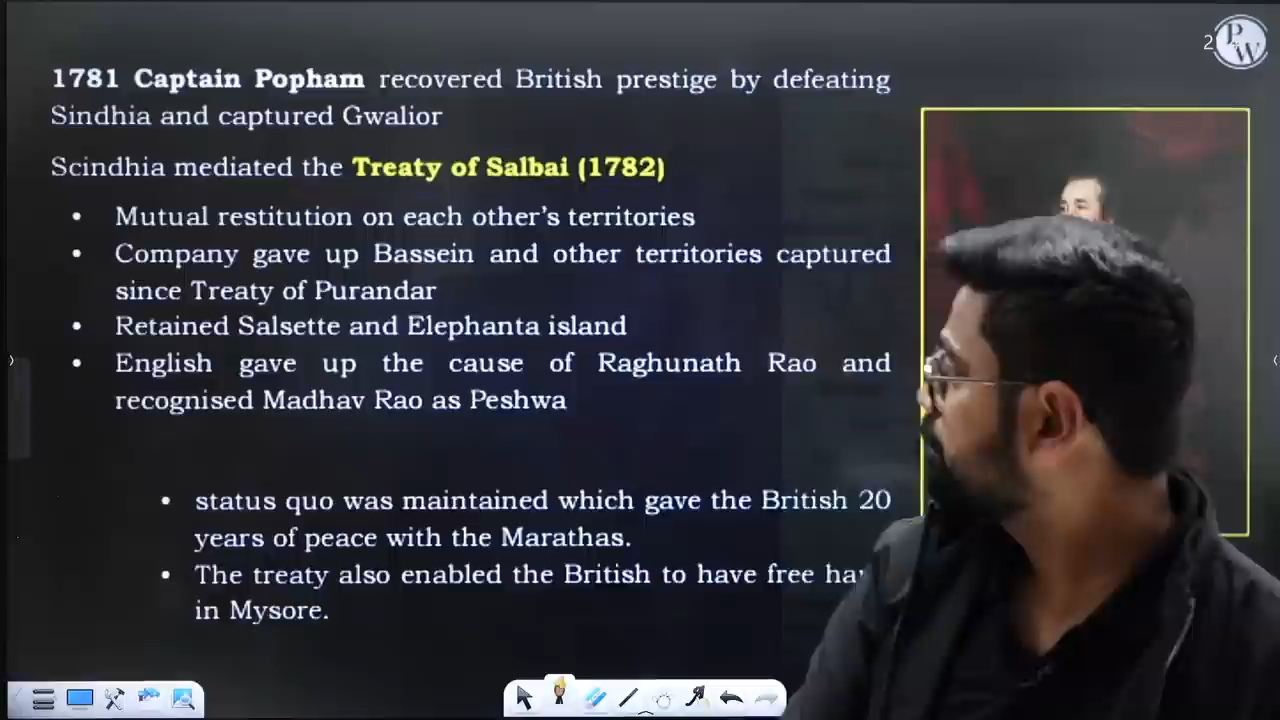 2
PW
1781 Captain Popham recovered British prestige by defeating
Sindhia and captured Gwalior
Scindhia mediated the Treaty of Salbai (1782)
• Mutual restitution on each other's territories
• Company gave up Bassein and other territories captured
since Treaty of Purandar
• Retained Salsette and Elephanta island
• English gave up the cause of Raghunath Rao and
recognised Madhav Rao as Peshwa
• status quo was maintained which gave the British 20
years of peace with the Marathas.
• The treaty also enabled the British to have free
in Mysore.